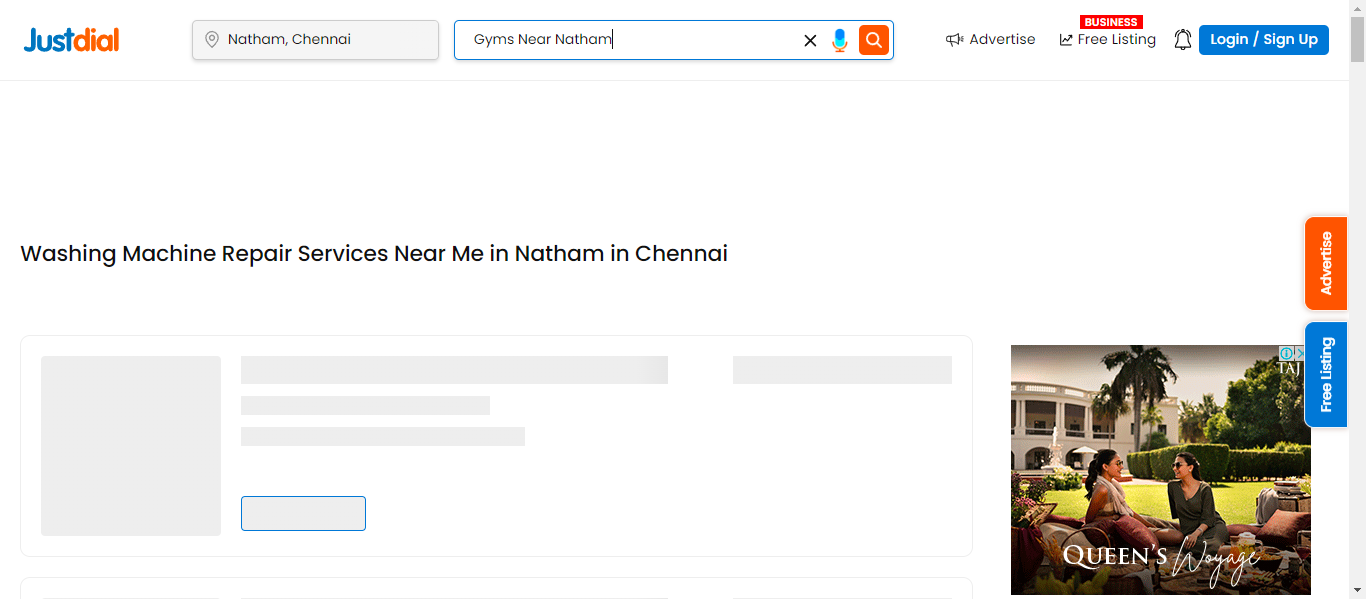 Justdial
Natham, Chennai
Gyms Near Natham
Advertise
BUSINESS
Free Listing
Login / Sign Up
Washing Machine Repair Services Near Me in Natham in Chennai
Advertise
Free Listing
TAJ
QUEEN'S Woyage